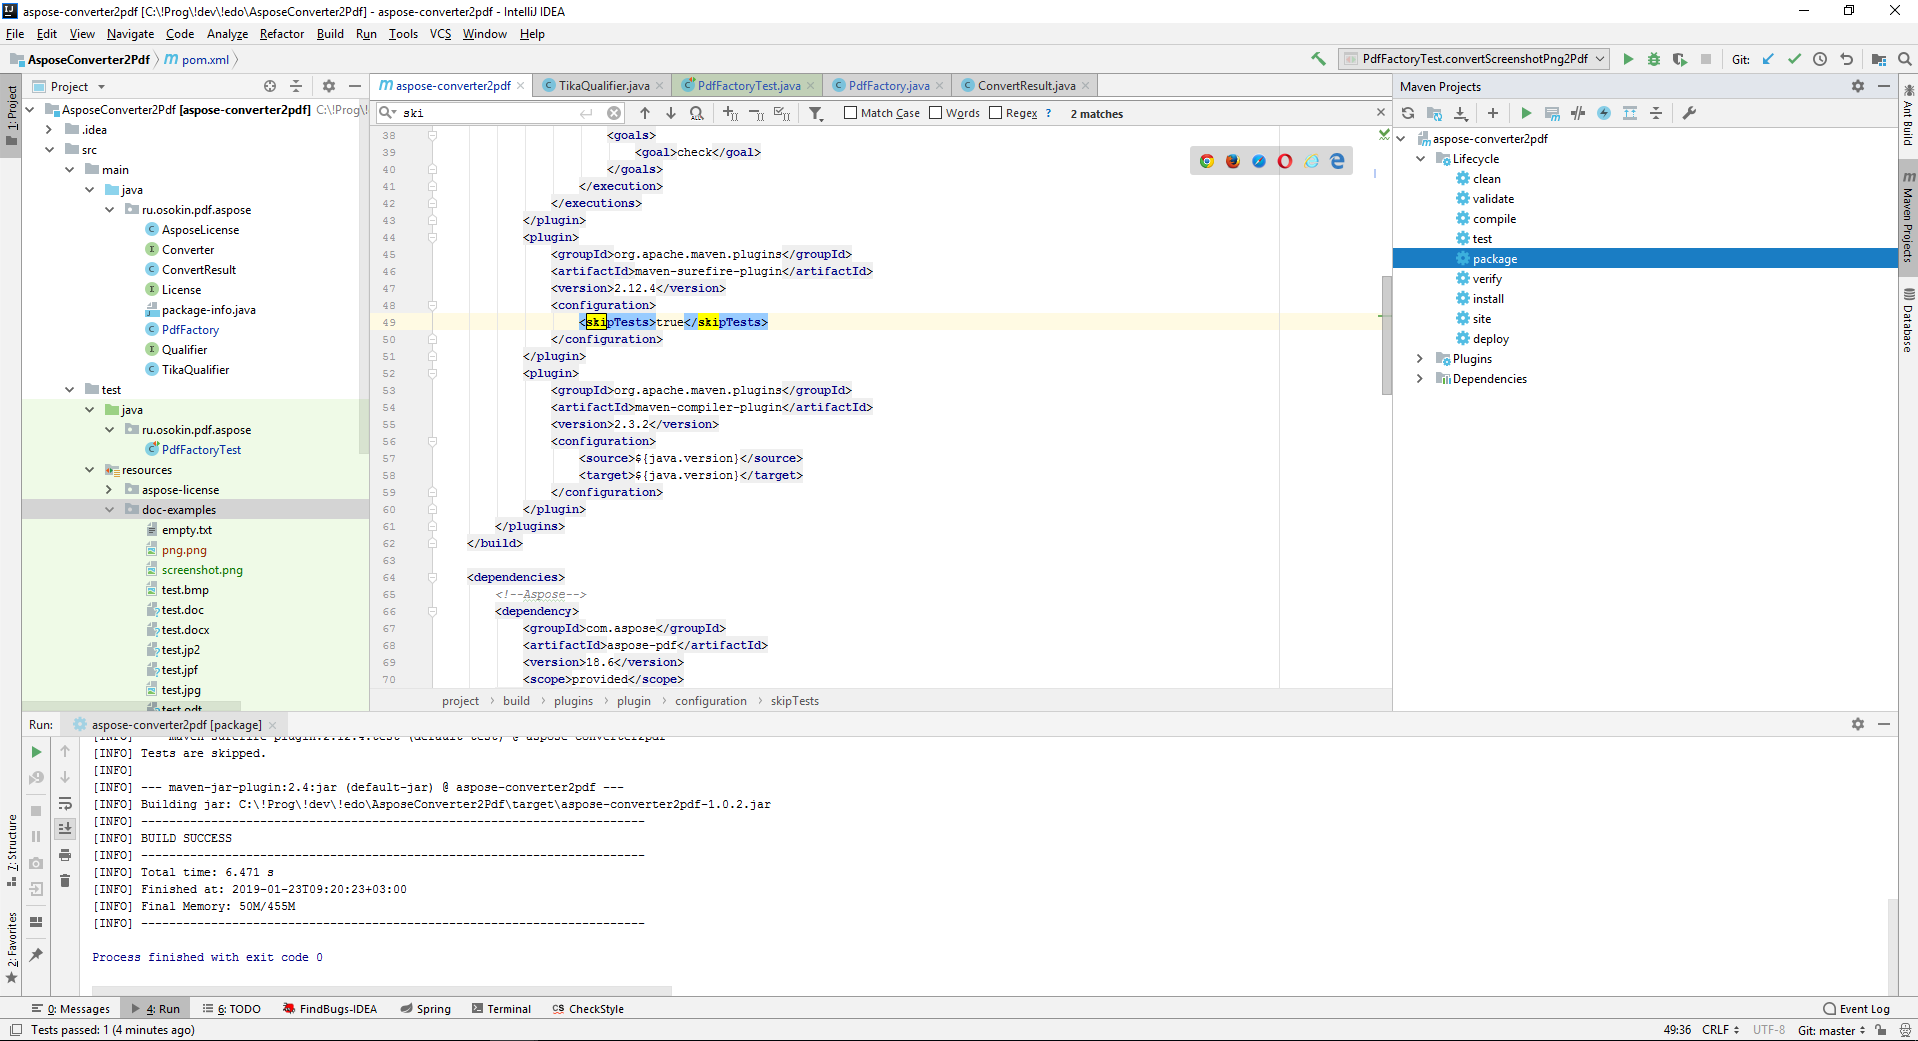 aspose-converter2pdf [C:\!Prog\!dev\!edo\AsposeConverter2Pdf] - aspose-converter2pdf - IntelliJ IDEA
File Edit View Navigate Code Analyze Refactor Build Run Tools VCS Window Help
AsposeConverter2Pdf m pom.xml
PdfFactoryTest.convertScreenshotPng2Pdf Git:
1: Project
7: Structure
2: Favorites
Project
AsposeConverter2Pdf [aspose-converter2pdf] C:\!Prog\!
.idea
src
main
java
ru.osokin.pdf.aspose
AsposeLicense
Converter
ConvertResult
License
package-info.java
PdfFactory
Qualifier
TikaQualifier
test
java
ru.osokin.pdf.aspose
PdfFactoryTest
resources
aspose-license
doc-examples
empty.txt
png.png
screenshot.png
test.bmp
test.doc
test.docx
test.jp2
test.jpf
test.jpg
test.odt
m aspose-converter2pdf TikaQualifier.java PdfFactoryTest.java PdfFactory.java ConvertResult.java
ski Match Case Words Regex ? 2 matches
38 <goals>
39 <goal>check</goal>
40 </goals>
41 </execution>
42 </executions>
43 </plugin>
44 <plugin>
45 <groupId>org.apache.maven.plugins</groupId>
46 <artifactId>maven-surefire-plugin</artifactId>
47 <version>2.12.4</version>
48 <configuration>
49 <skipTests>true</skipTests>
50 </configuration>
51 </plugin>
52 <plugin>
53 <groupId>org.apache.maven.plugins</groupId>
54 <artifactId>maven-compiler-plugin</artifactId>
55 <version>2.3.2</version>
56 <configuration>
57 <source>${java.version}</source>
58 <target>${java.version}</target>
59 </configuration>
60 </plugin>
61 </plugins>
62 </build>
63
64 <dependencies>
65 <!--Aspose-->
66 <dependency>
67 <groupId>com.aspose</groupId>
68 <artifactId>aspose-pdf</artifactId>
69 <version>18.6</version>
70 <scope>provided</scope>
project build plugins plugin configuration skipTests
Maven Projects
aspose-converter2pdf
Lifecycle
clean
validate
compile
test
package
verify
install
site
deploy
Plugins
Dependencies
Ant Build
m Maven Projects
Database
Run: aspose-converter2pdf [package]
[INFO] --- maven-surefire-plugin:2.12.4:test (default-test) @ aspose-converter2pdf ---
[INFO] Tests are skipped.
[INFO]
[INFO] --- maven-jar-plugin:2.4:jar (default-jar) @ aspose-converter2pdf ---
[INFO] Building jar: C:\!Prog\!dev\!edo\AsposeConverter2Pdf\target\aspose-converter2pdf-1.0.2.jar
[INFO] ------------------------------------------------------------------------
[INFO] BUILD SUCCESS
[INFO] ------------------------------------------------------------------------
[INFO] Total time: 6.471 s
[INFO] Finished at: 2019-01-23T09:20:23+03:00
[INFO] Final Memory: 50M/455M
[INFO] ------------------------------------------------------------------------
Process finished with exit code 0
0: Messages 4: Run 6: TODO FindBugs-IDEA Spring Terminal CS CheckStyle Event Log
Tests passed: 1 (4 minutes ago) 49:36 CRLF UTF-8 Git: master